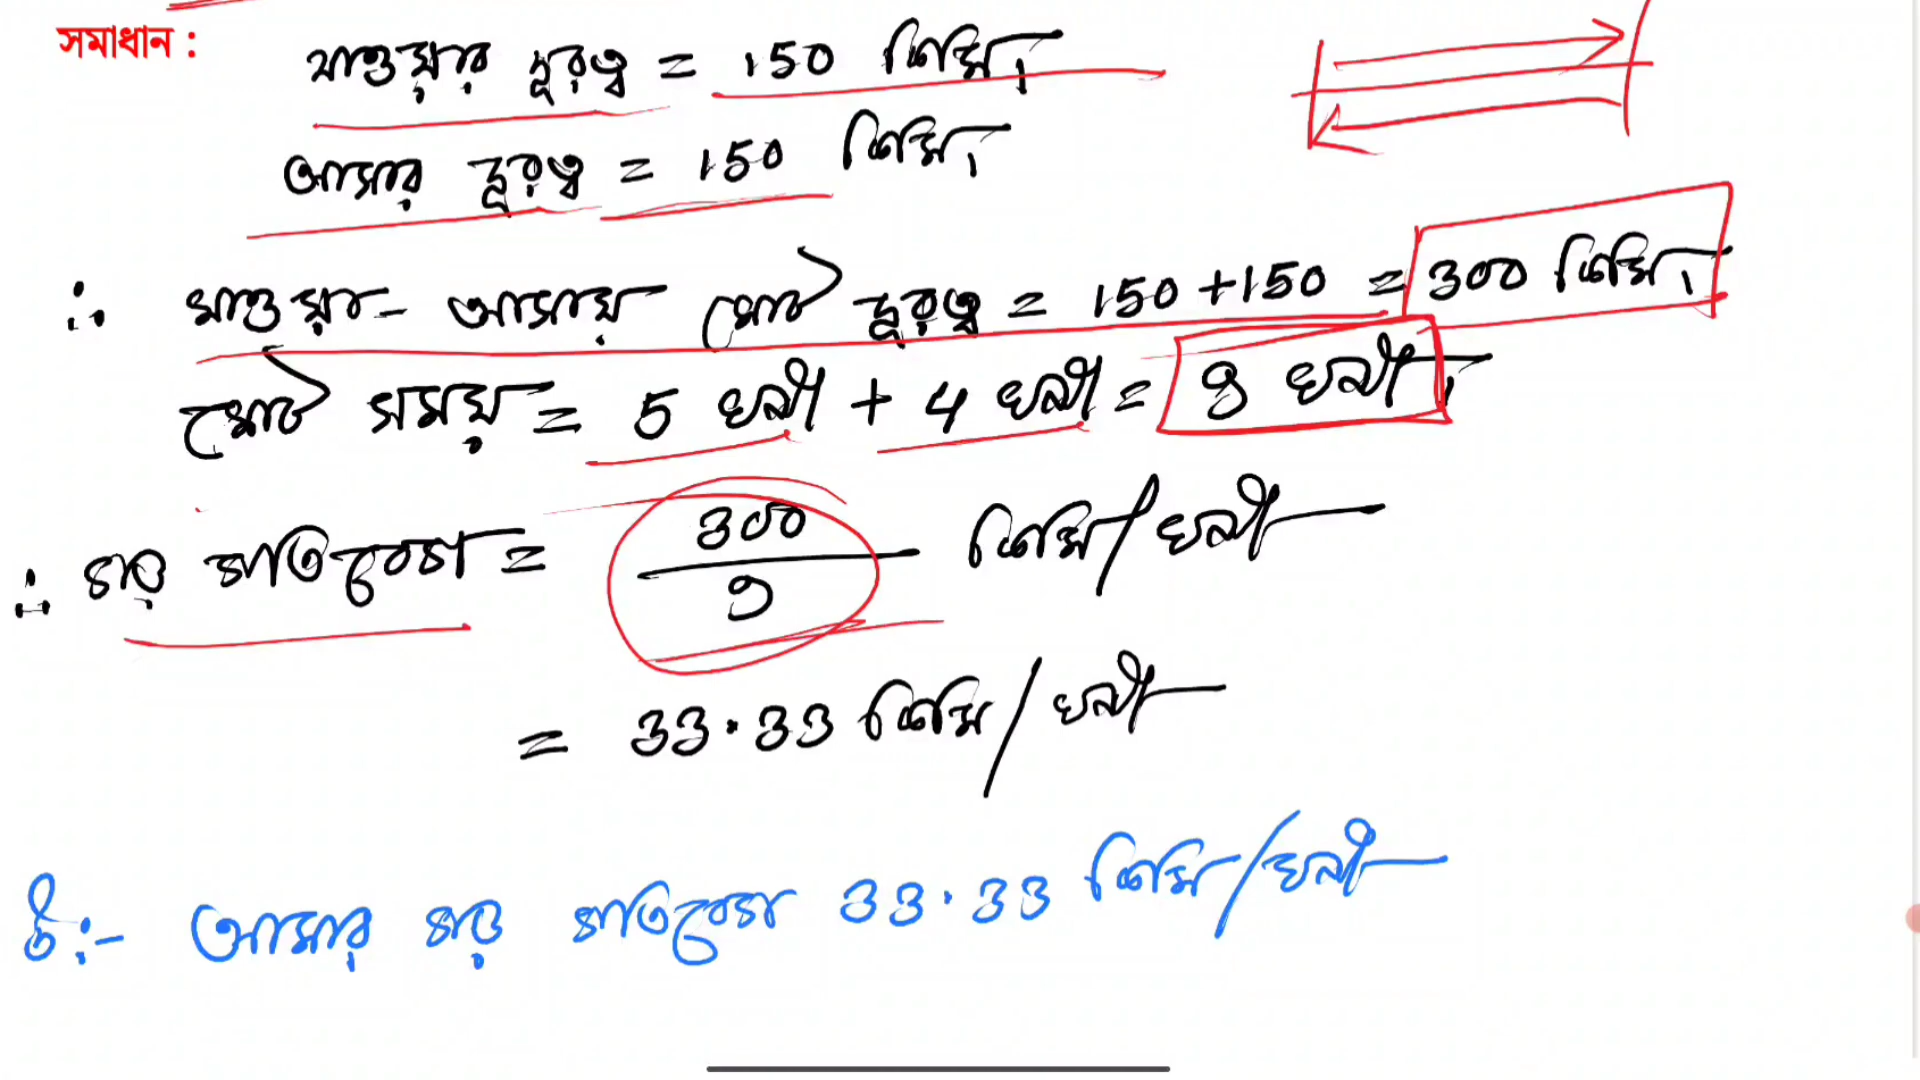 সমাধান :
যাওয়ার দূরত্ব = 150 কিমি।
আসার দূরত্ব = 150 কিমি।
∴ যাওয়া - আসায় মোট দূরত্ব = 150 + 150 = 300 কিমি।
মোট সময় = 5 ঘন্টা + 4 ঘন্টা = 9 ঘন্টা।
∴ গড় গতিবেগ = 300/9 কিমি/ঘন্টা
= 33.33 কিমি/ঘন্টা
উ:- আসার গড় গতিবেগ 33.33 কিমি/ঘন্টা